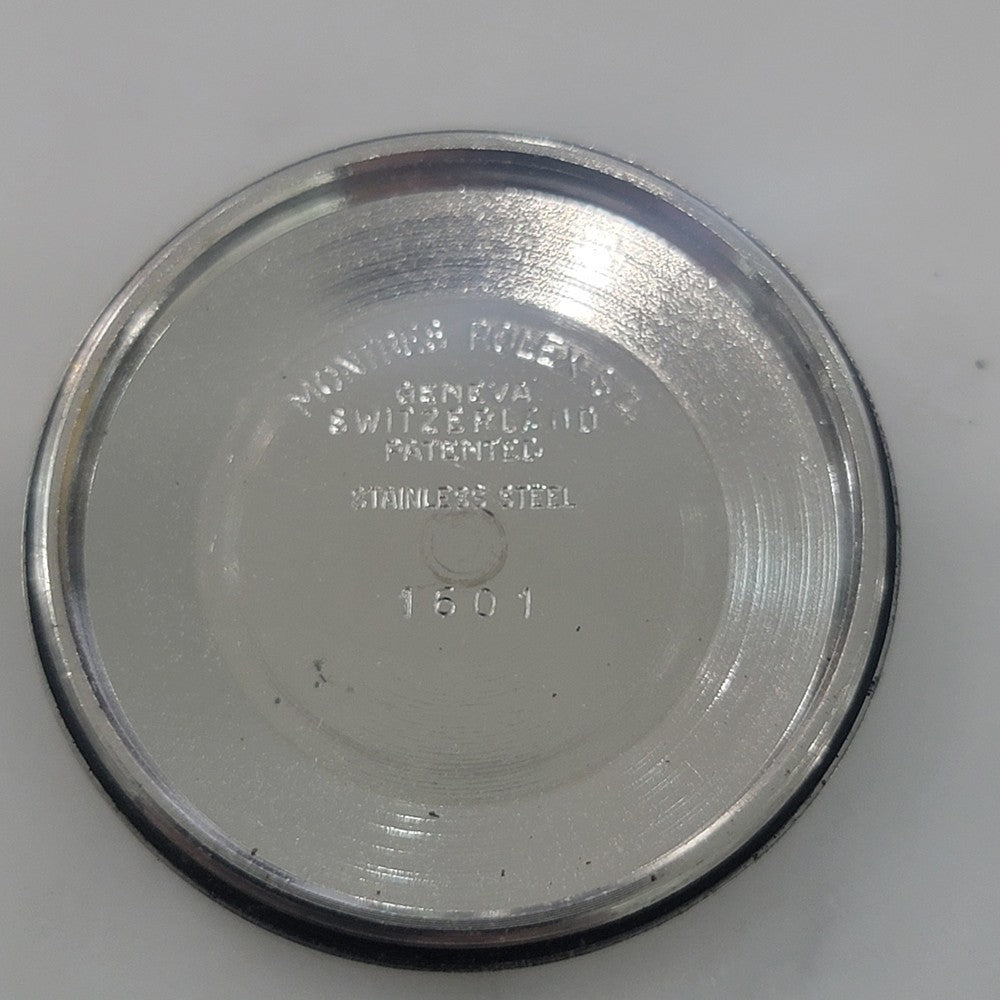 MONTRES ROLEX S.A.
GENEVA
SWITZERLAND
PATENTED
STAINLESS STEEL
1601